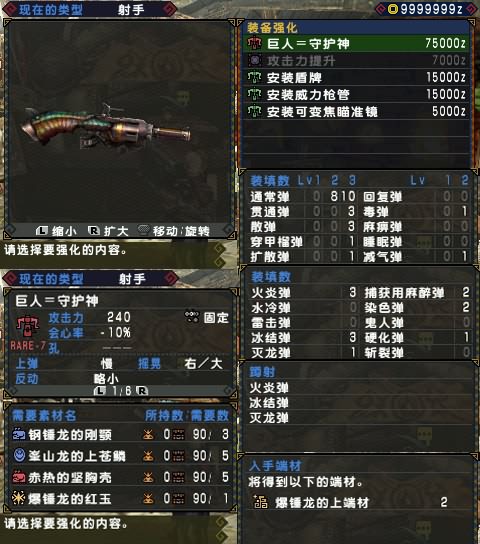 现在的类型 射手
9999999z
装备强化
巨人＝守护神 75000z
攻击力提升 7000z
安装盾牌 15000z
安装威力枪管 15000z
安装可变焦瞄准镜 5000z
L 缩小 R 扩大 移动/旋转
请选择要强化的内容。
装填数 Lv1 2 3 Lv 1 2
通常弹 0 8 10 回复弹 0 0
贯通弹 0 0 3 毒弹 0 1
散弹 0 0 3 麻痹弹 0 0
穿甲榴弹 0 0 1 睡眠弹 0 0
扩散弹 0 0 1 减气弹 0 1
现在的类型 射手
巨人＝守护神
攻击力 240 固定
会心率 -10%
RARE-7 孔 ---
上弹 慢 摇晃 右/大
反动 略小
L 1/6 R
需要素材名 所持数/需要数
钢锤龙的刚颚 0 90/ 3
峯山龙的上苍鳞 0 90/ 5
赤热的坚胸壳 0 90/ 5
爆锤龙的红玉 0 90/ 1
请选择要强化的内容。
装填数
火炎弹 3 捕获用麻醉弹 2
水冷弹 0 染色弹 2
雷击弹 0 鬼人弹 0
冰结弹 3 硬化弹 1
灭龙弹 1 斩裂弹 0
蹲射
火炎弹
冰结弹
灭龙弹
入手端材
将得到以下的端材。
爆锤龙的上端材 2